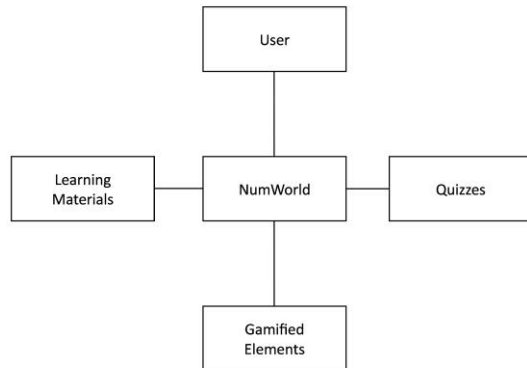 User
Learning
Materials
NumWorld
Quizzes
Gamified
Elements